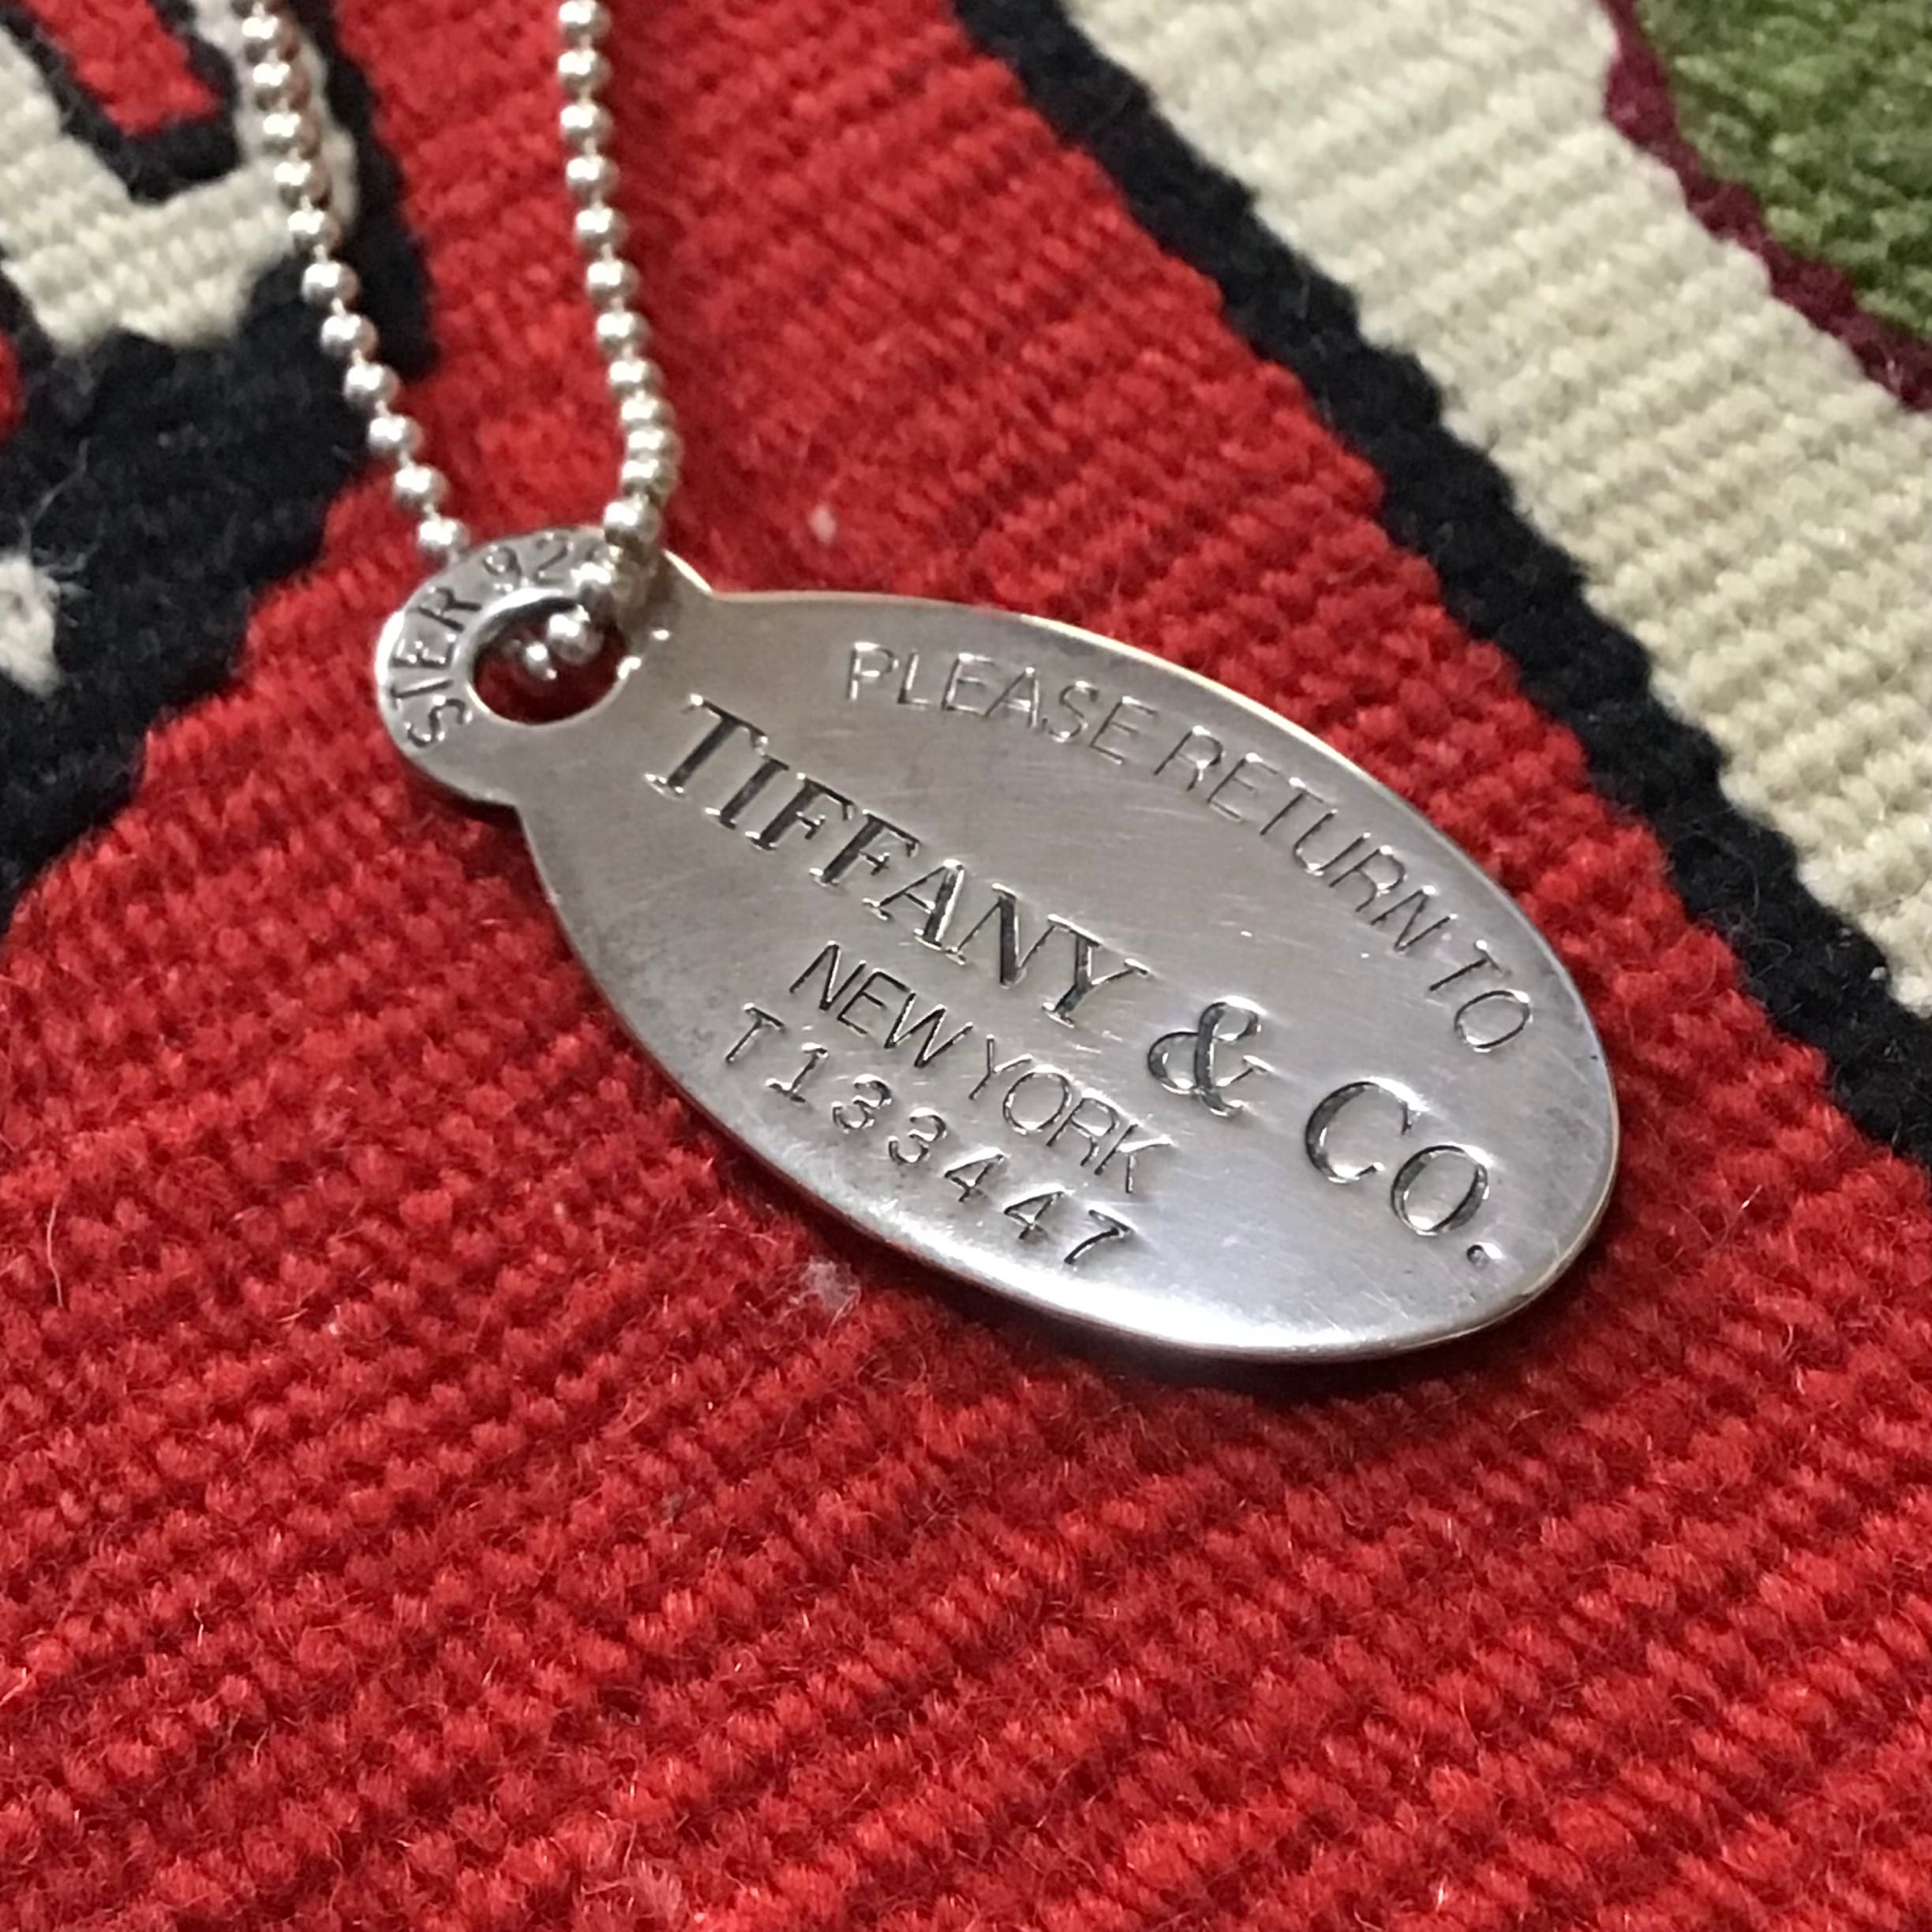 STER 925
PLEASE RETURN TO
TIFFANY & CO.
NEW YORK
T133447